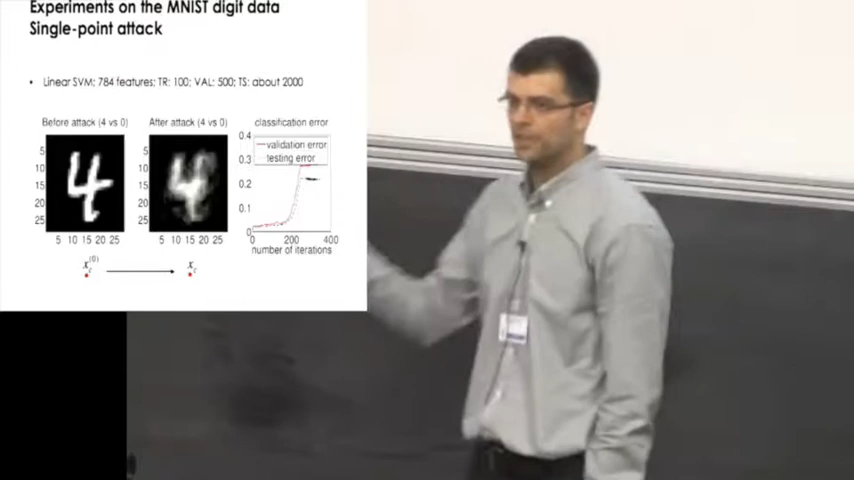 Experiments on the MNIST digit data
Single-point attack
• Linear SVM; 784 features; TR: 100; VAL: 500; TS: about 2000
Before attack (4 vs 0)
5
10
15
20
25
5 10 15 20 25
After attack (4 vs 0)
5
10
15
20
25
5 10 15 20 25
classification error
0.4
0.3
0.2
0.1
0
validation error
testing error
0 200 400
number of iterations
x_c^(0)
x_c